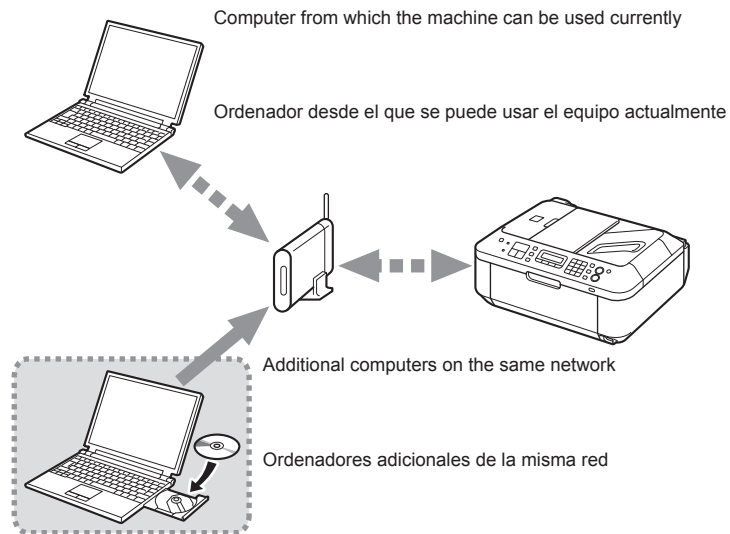 Computer from which the machine can be used currently
Ordenador desde el que se puede usar el equipo actualmente
Additional computers on the same network
Ordenadores adicionales de la misma red